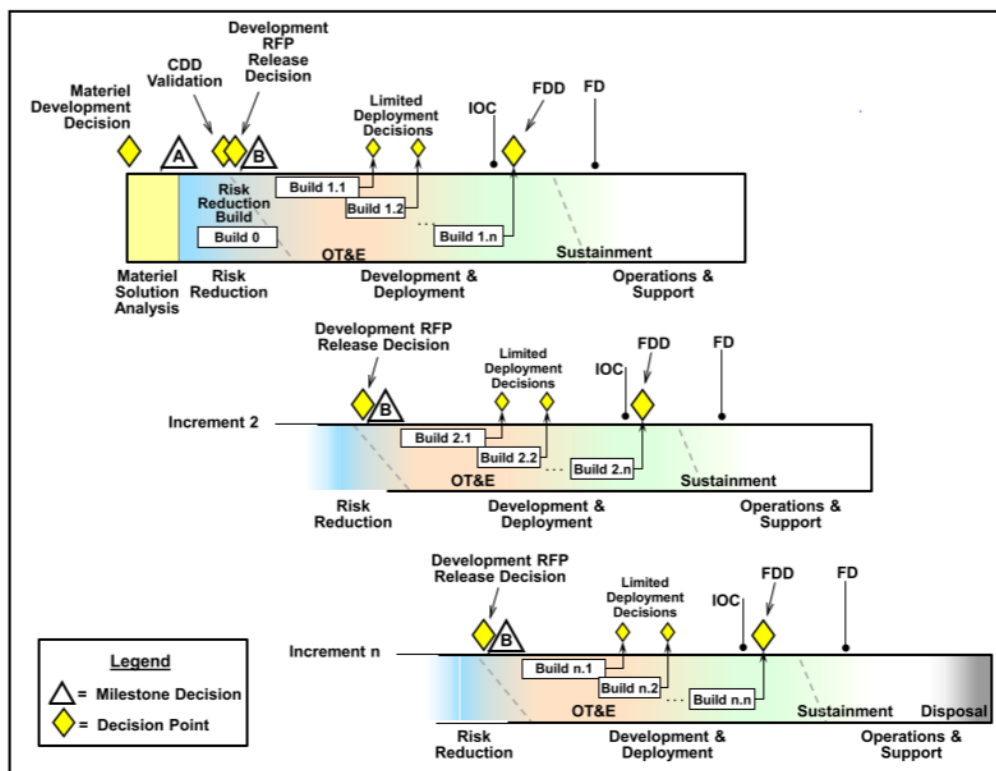 Development
RFP
Release
Decision
CDD
Validation
Materiel
Development
Decision
Limited
Deployment
Decisions
IOC
FDD
FD
A
B
Build 1.1
Build 1.2
...
Build 1.n
Risk
Reduction
Build
Build 0
OT&E
Sustainment
Materiel
Solution
Analysis
Risk
Reduction
Development &
Deployment
Operations &
Support
Development RFP
Release Decision
Limited
Deployment
Decisions
IOC
FDD
FD
B
Increment 2
Build 2.1
Build 2.2
...
Build 2.n
OT&E
Sustainment
Risk
Reduction
Development &
Deployment
Operations &
Support
Development RFP
Release Decision
Limited
Deployment
Decisions
IOC
FDD
FD
B
Increment n
Build n.1
Build n.2
...
Build n.n
OT&E
Sustainment
Disposal
Risk
Reduction
Development &
Deployment
Operations &
Support
Legend
= Milestone Decision
= Decision Point